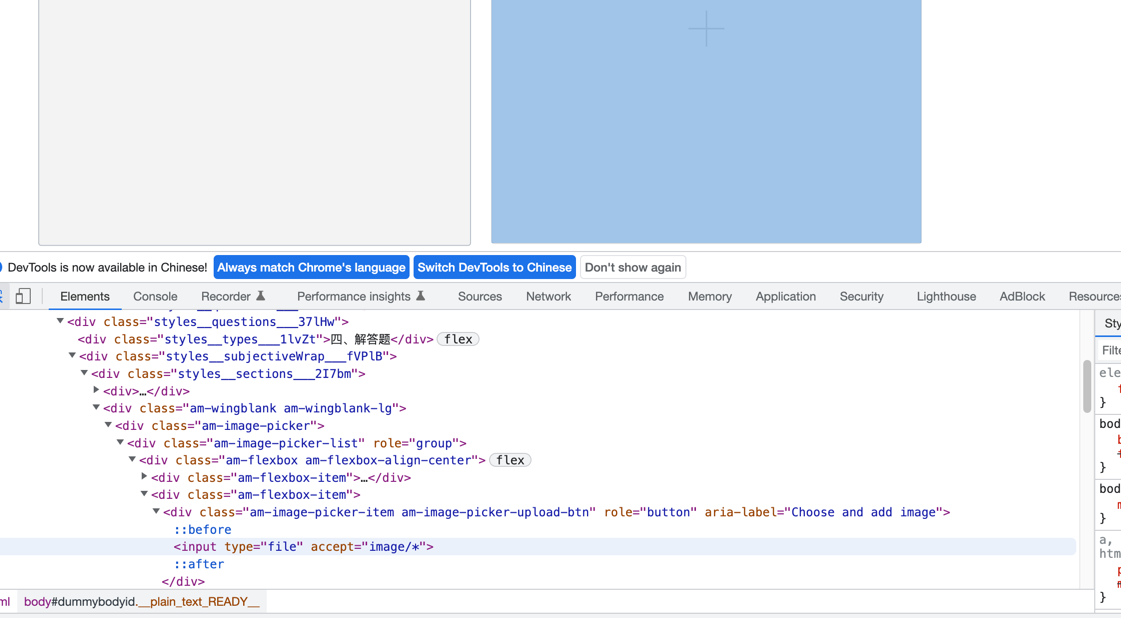 DevTools is now available in Chinese! Always match Chrome's language Switch DevTools to Chinese Don't show again
Elements Console Recorder Performance insights Sources Network Performance Memory Application Security Lighthouse AdBlock Resources
<div class="styles__questions___37lHw">
<div class="styles__types___1lvZt">四、解答题</div> flex
<div class="styles__subjectiveWrap___fVPlB">
<div class="styles__sections___2I7bm">
<div>…</div>
<div class="am-wingblank am-wingblank-lg">
<div class="am-image-picker">
<div class="am-image-picker-list" role="group">
<div class="am-flexbox am-flexbox-align-center"> flex
<div class="am-flexbox-item">…</div>
<div class="am-flexbox-item">
<div class="am-image-picker-item am-image-picker-upload-btn" role="button" aria-label="Choose and add image">
::before
<input type="file" accept="image/*">
::after
</div>
ml body#dummybodyid.__plain_text_READY__
Sty
Filte
ele
}
bod
}
bod
}
a,
htm
}